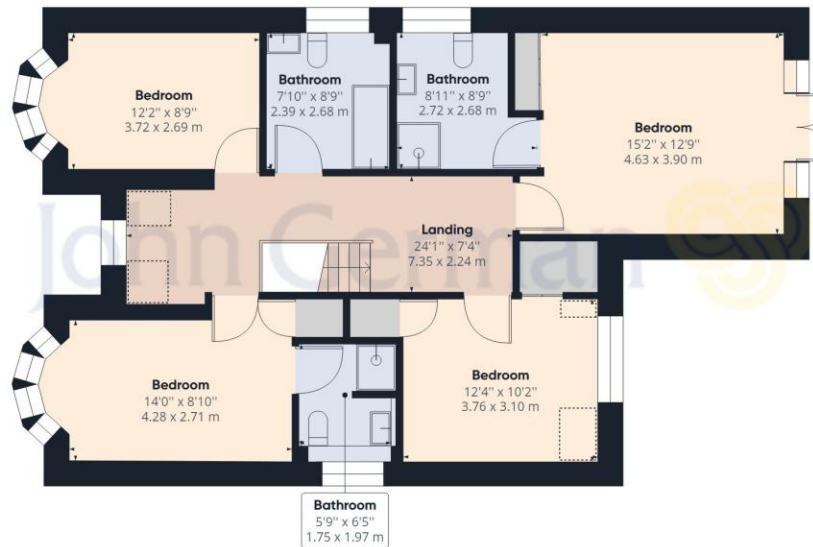 Bedroom
12'2" x 8'9"
3.72 x 2.69 m
Bathroom
7'10" x 8'9"
2.39 x 2.68 m
Bathroom
8'11" x 8'9"
2.72 x 2.68 m
Bedroom
15'2" x 12'9"
4.63 x 3.90 m
Landing
24'1" x 7'4"
7.35 x 2.24 m
John German
Bedroom
14'0" x 8'10"
4.28 x 2.71 m
Bedroom
12'4" x 10'2"
3.76 x 3.10 m
Bathroom
5'9" x 6'5"
1.75 x 1.97 m